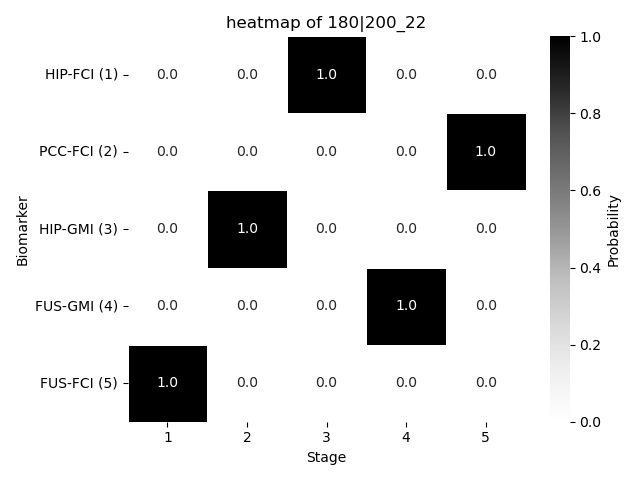 heatmap of 180|200_22
HIP-FCI (1)
0.0 0.0 1.0 0.0 0.0
PCC-FCI (2)
0.0 0.0 0.0 0.0 1.0
HIP-GMI (3)
0.0 1.0 0.0 0.0 0.0
FUS-GMI (4)
0.0 0.0 0.0 1.0 0.0
FUS-FCI (5)
1.0 0.0 0.0 0.0 0.0
Biomarker
1 2 3 4 5
Stage
1.0
0.8
0.6
0.4
0.2
0.0
Probability